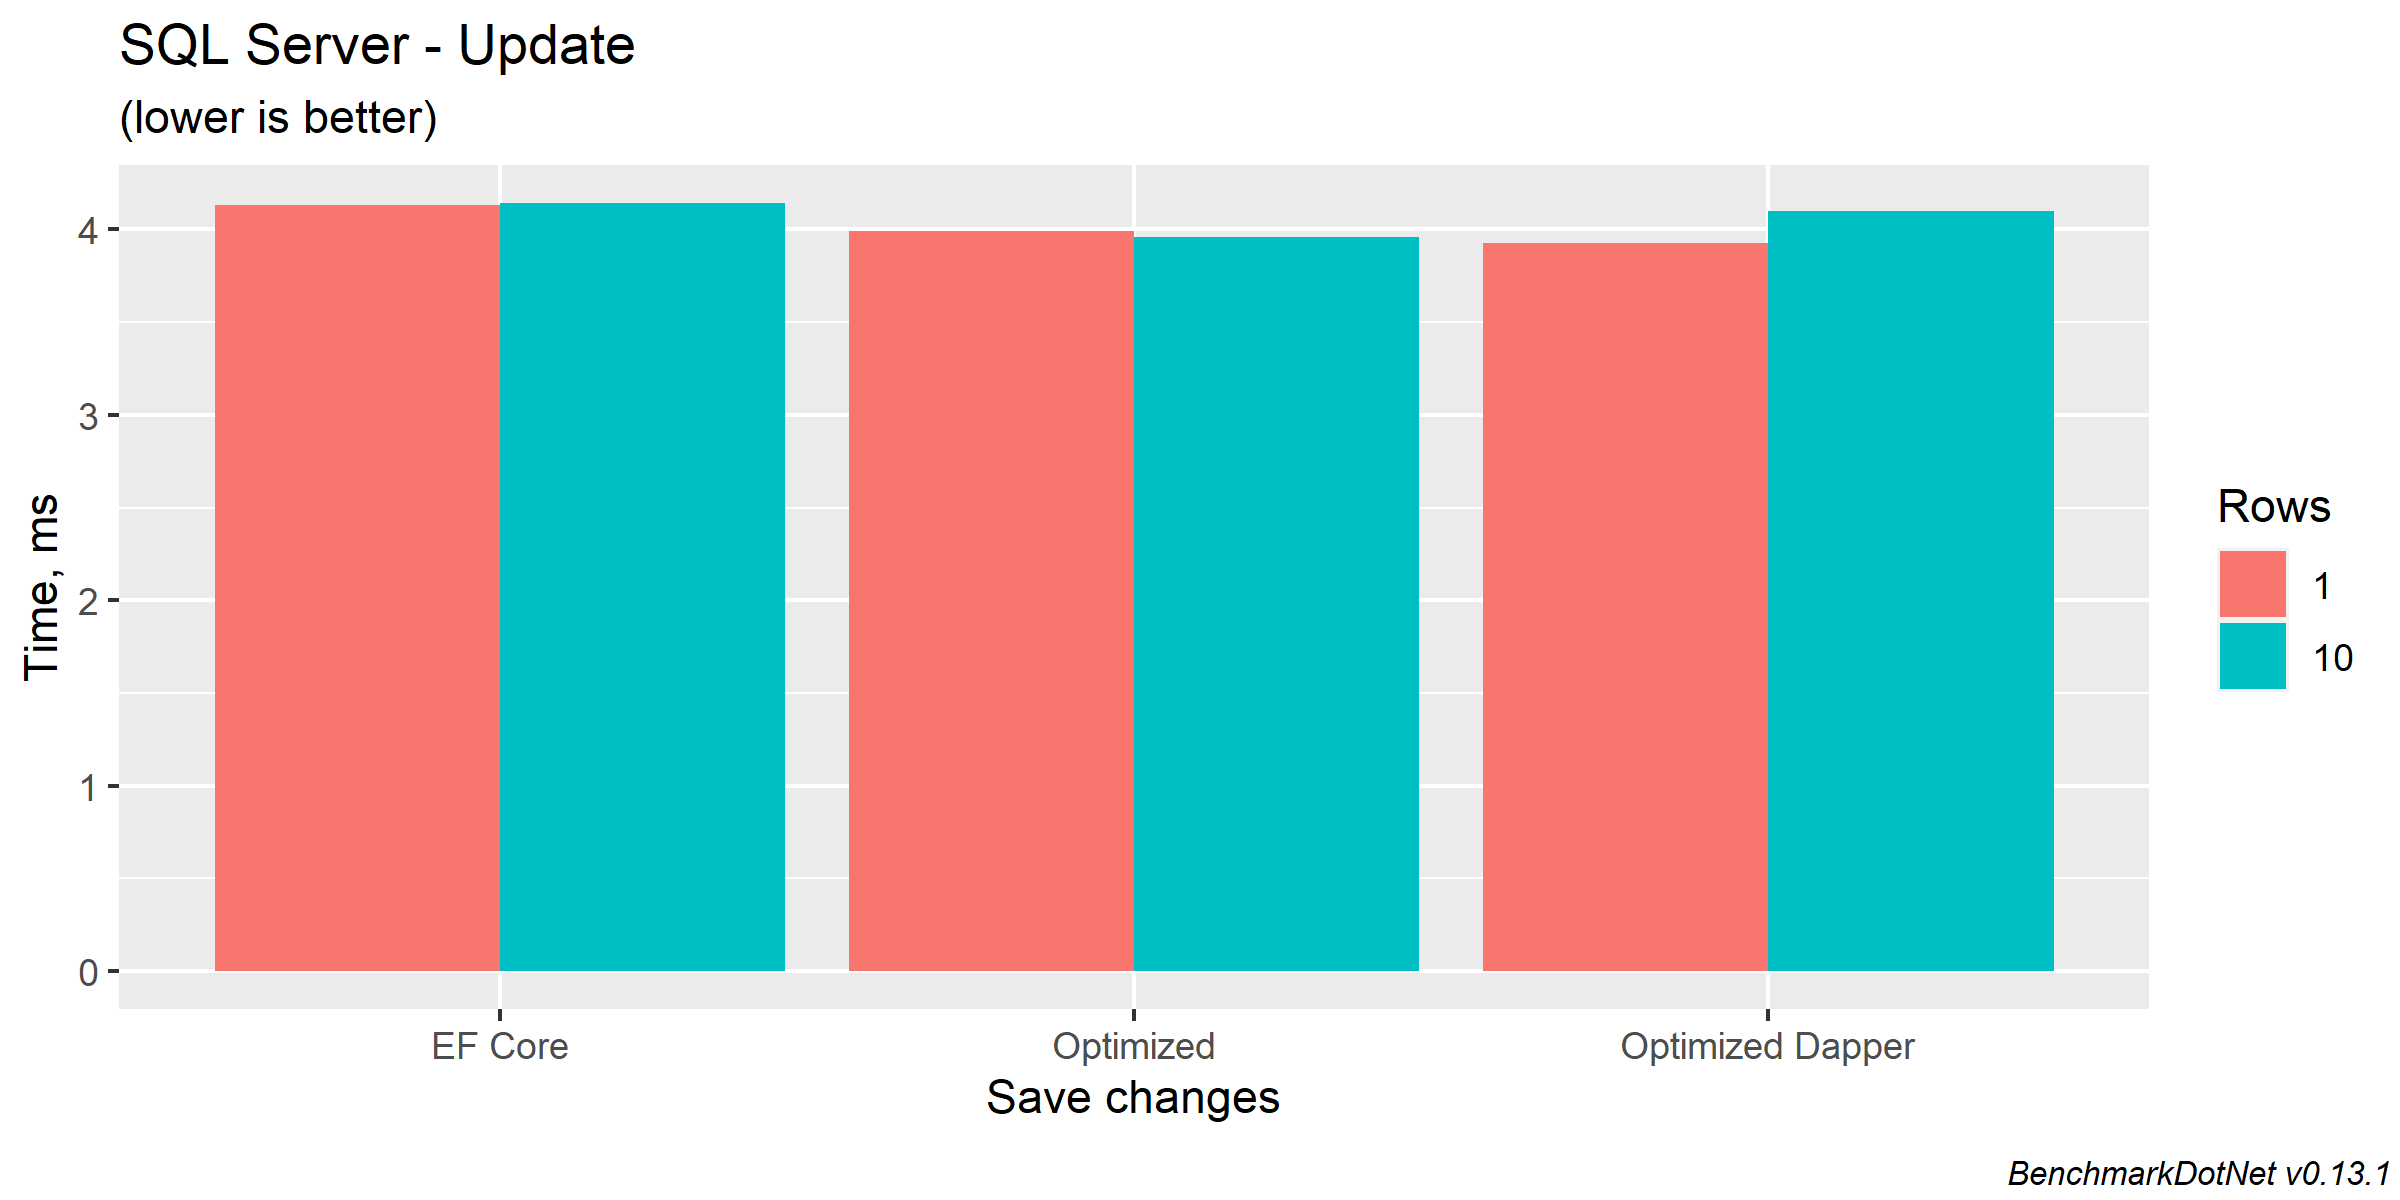 SQL Server - Update
(lower is better)
Time, ms
4
3
2
1
0
EF Core
Optimized
Optimized Dapper
Save changes
Rows
1
10
BenchmarkDotNet v0.13.1